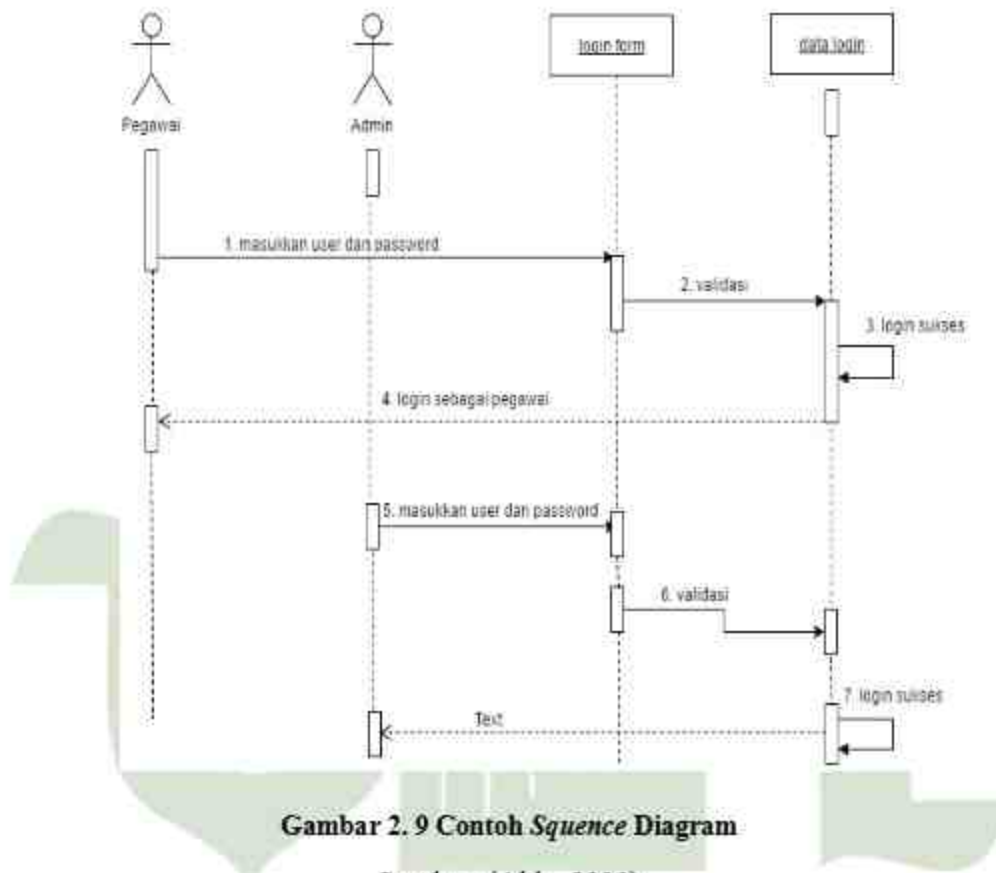 login form
data login
Pegawai
Admin
1. masukkan user dan password
2. validasi
3. login sukses
4. login sebagai pegawai
5. masukkan user dan password
6. validasi
7. login sukses
Text
Gambar 2. 9 Contoh Squence Diagram